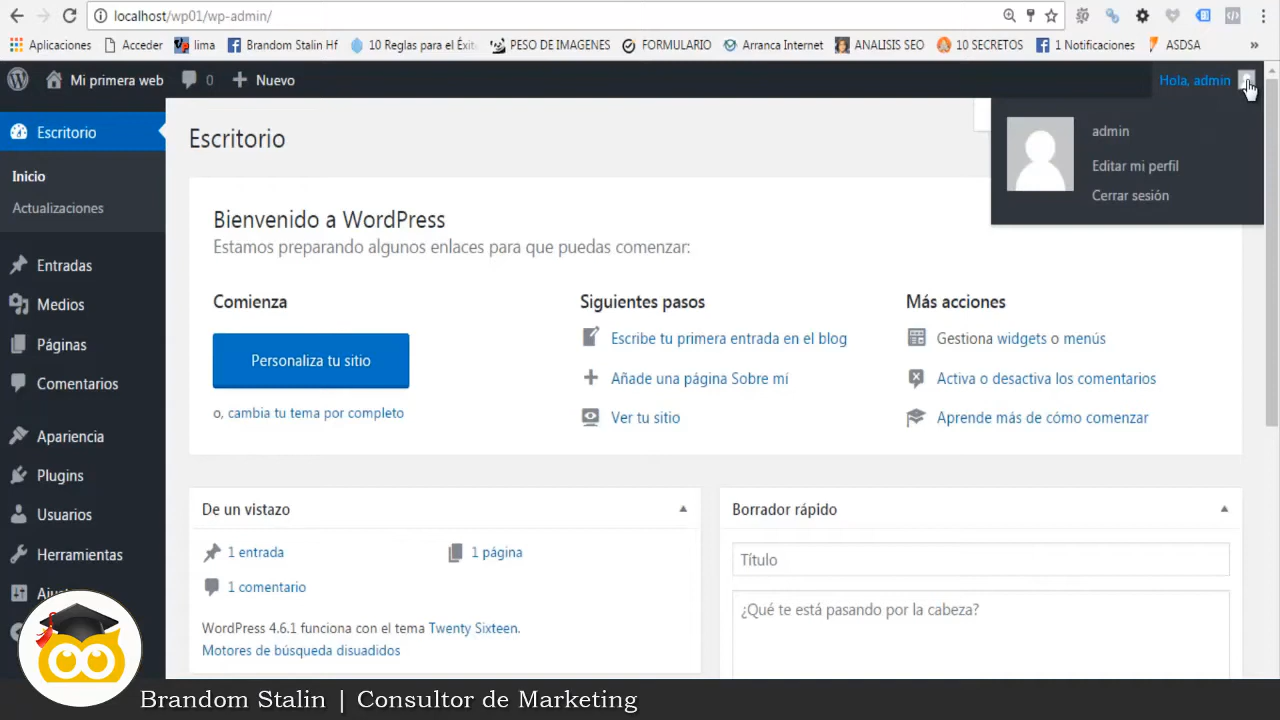 localhost/wp01/wp-admin/
Aplicaciones Acceder lima Brandom Stalin Hf 10 Reglas para el Éxit PESO DE IMAGENES FORMULARIO Arranca Internet ANALISIS SEO 10 SECRETOS 1 Notificaciones ASDSA »
Mi primera web 0 Nuevo Hola, admin
admin
Editar mi perfil
Cerrar sesión
Escritorio
Inicio
Actualizaciones
Entradas
Medios
Páginas
Comentarios
Apariencia
Plugins
Usuarios
Herramientas
Escritorio
Bienvenido a WordPress
Estamos preparando algunos enlaces para que puedas comenzar:
Comienza
Personaliza tu sitio
o, cambia tu tema por completo
Siguientes pasos
Escribe tu primera entrada en el blog
Añade una página Sobre mí
Ver tu sitio
Más acciones
Gestiona widgets o menús
Activa o desactiva los comentarios
Aprende más de cómo comenzar
De un vistazo
1 entrada 1 página
1 comentario
WordPress 4.6.1 funciona con el tema Twenty Sixteen.
Motores de búsqueda disuadidos
Borrador rápido
Título
¿Qué te está pasando por la cabeza?
Brandom Stalin | Consultor de Marketing